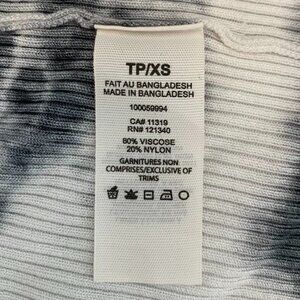 TP/XS
FAIT AU BANGLADESH
MADE IN BANGLADESH
100059994
CA# 11319
RN# 121340
80% VISCOSE
20% NYLON
GARNITURES NON
COMPRISES/EXCLUSIVE OF
TRIMS